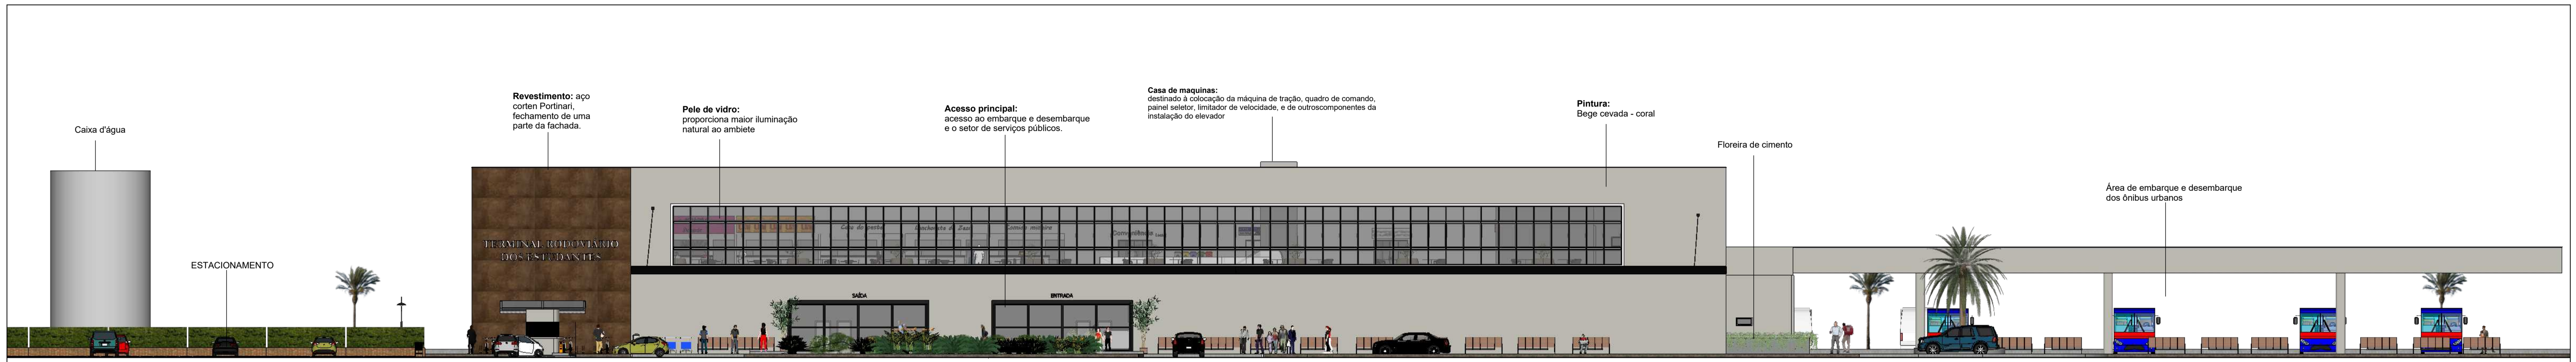 Caixa d'água
ESTACIONAMENTO
Revestimento: aço
corten Portinari,
fechamento de uma
parte da fachada.
TERMINAL RODOVIARIO
DOS ESTUDANTES
Pele de vidro:
proporciona maior iluminação
natural ao ambiete
Acesso principal:
acesso ao embarque e desembarque
e o setor de serviços públicos.
Casa de maquinas:
destinado à colocação da máquina de tração, quadro de comando,
painel seletor, limitador de velocidade, e de outroscomponentes da
instalação do elevador
Pintura:
Bege cevada - coral
Floreira de cimento
Área de embarque e desembarque
dos ônibus urbanos
SAÍDA
ENTRADA